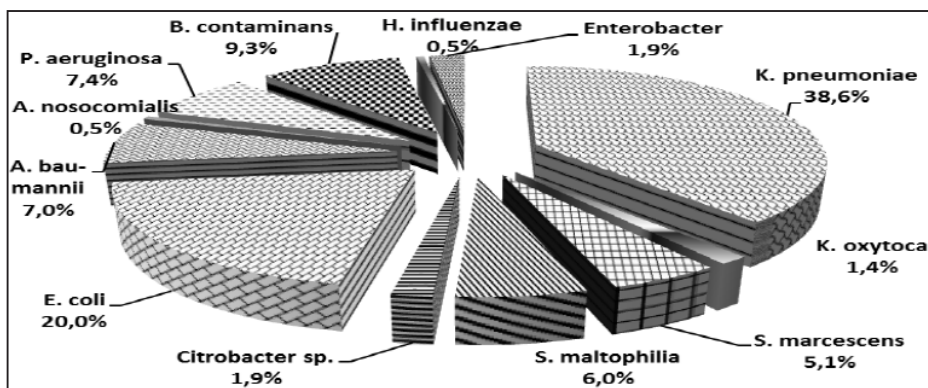 B. contaminans
9,3%
H. influenzae
0,5%
Enterobacter
1,9%
P. aeruginosa
7,4%
K. pneumoniae
38,6%
A. nosocomialis
0,5%
A. bau-
mannii
7,0%
K. oxytoca
1,4%
E. coli
20,0%
S. marcescens
5,1%
Citrobacter sp.
1,9%
S. maltophilia
6,0%